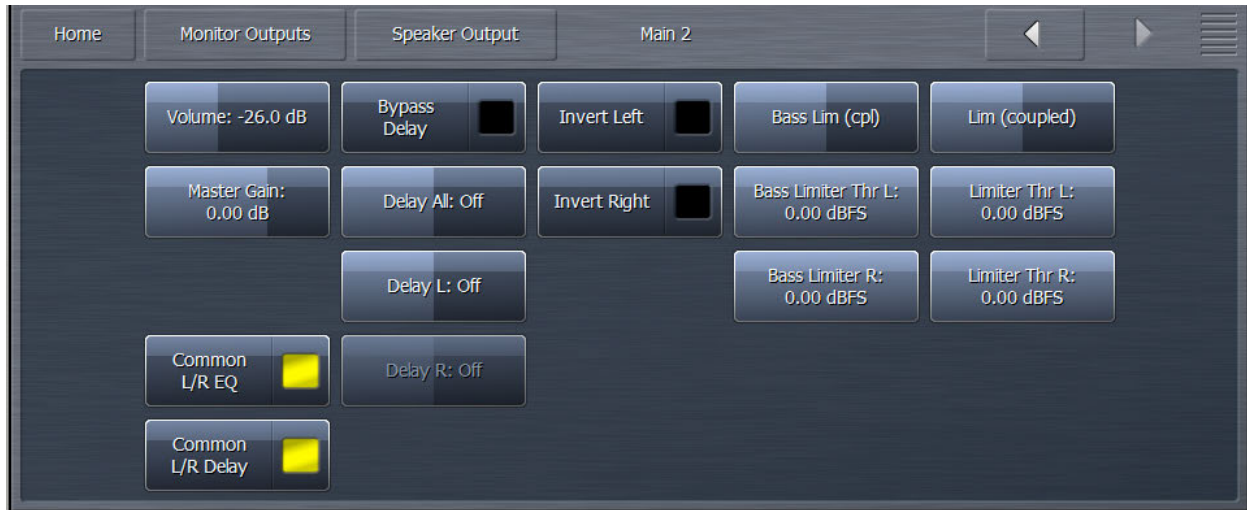 Home
Monitor Outputs
Speaker Output
Main 2
Volume: -26.0 dB
Bypass
Delay
Invert Left
Bass Lim (cpl)
Lim (coupled)
Master Gain:
0.00 dB
Delay All: Off
Invert Right
Bass Limiter Thr L:
0.00 dBFS
Limiter Thr L:
0.00 dBFS
Delay L: Off
Bass Limiter R:
0.00 dBFS
Limiter Thr R:
0.00 dBFS
Common
L/R EQ
Delay R: Off
Common
L/R Delay